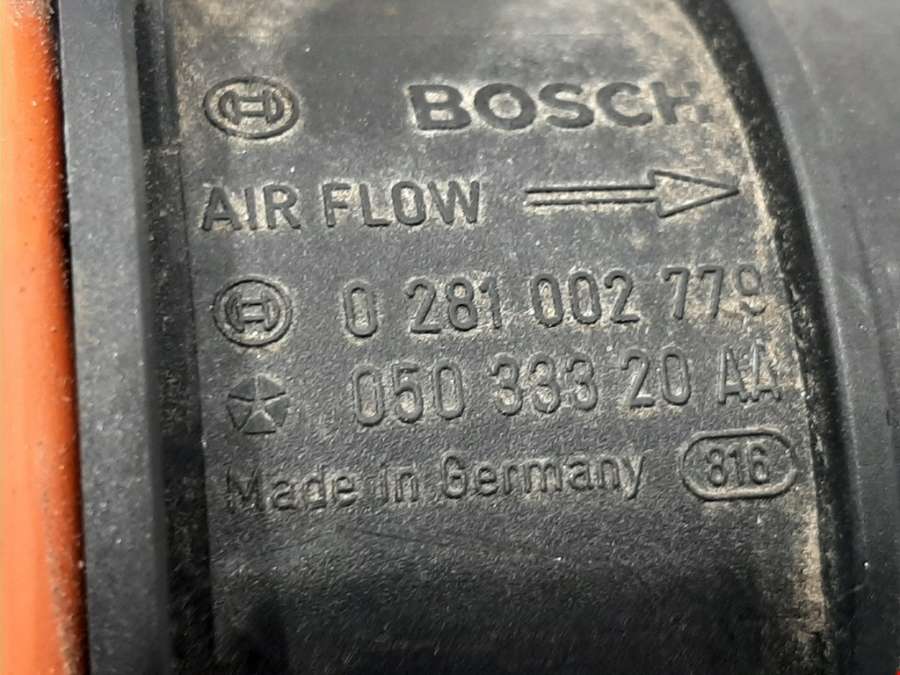 BOSCH
AIR FLOW
0 281 002 779
050 333 20 AA
Made in Germany 816